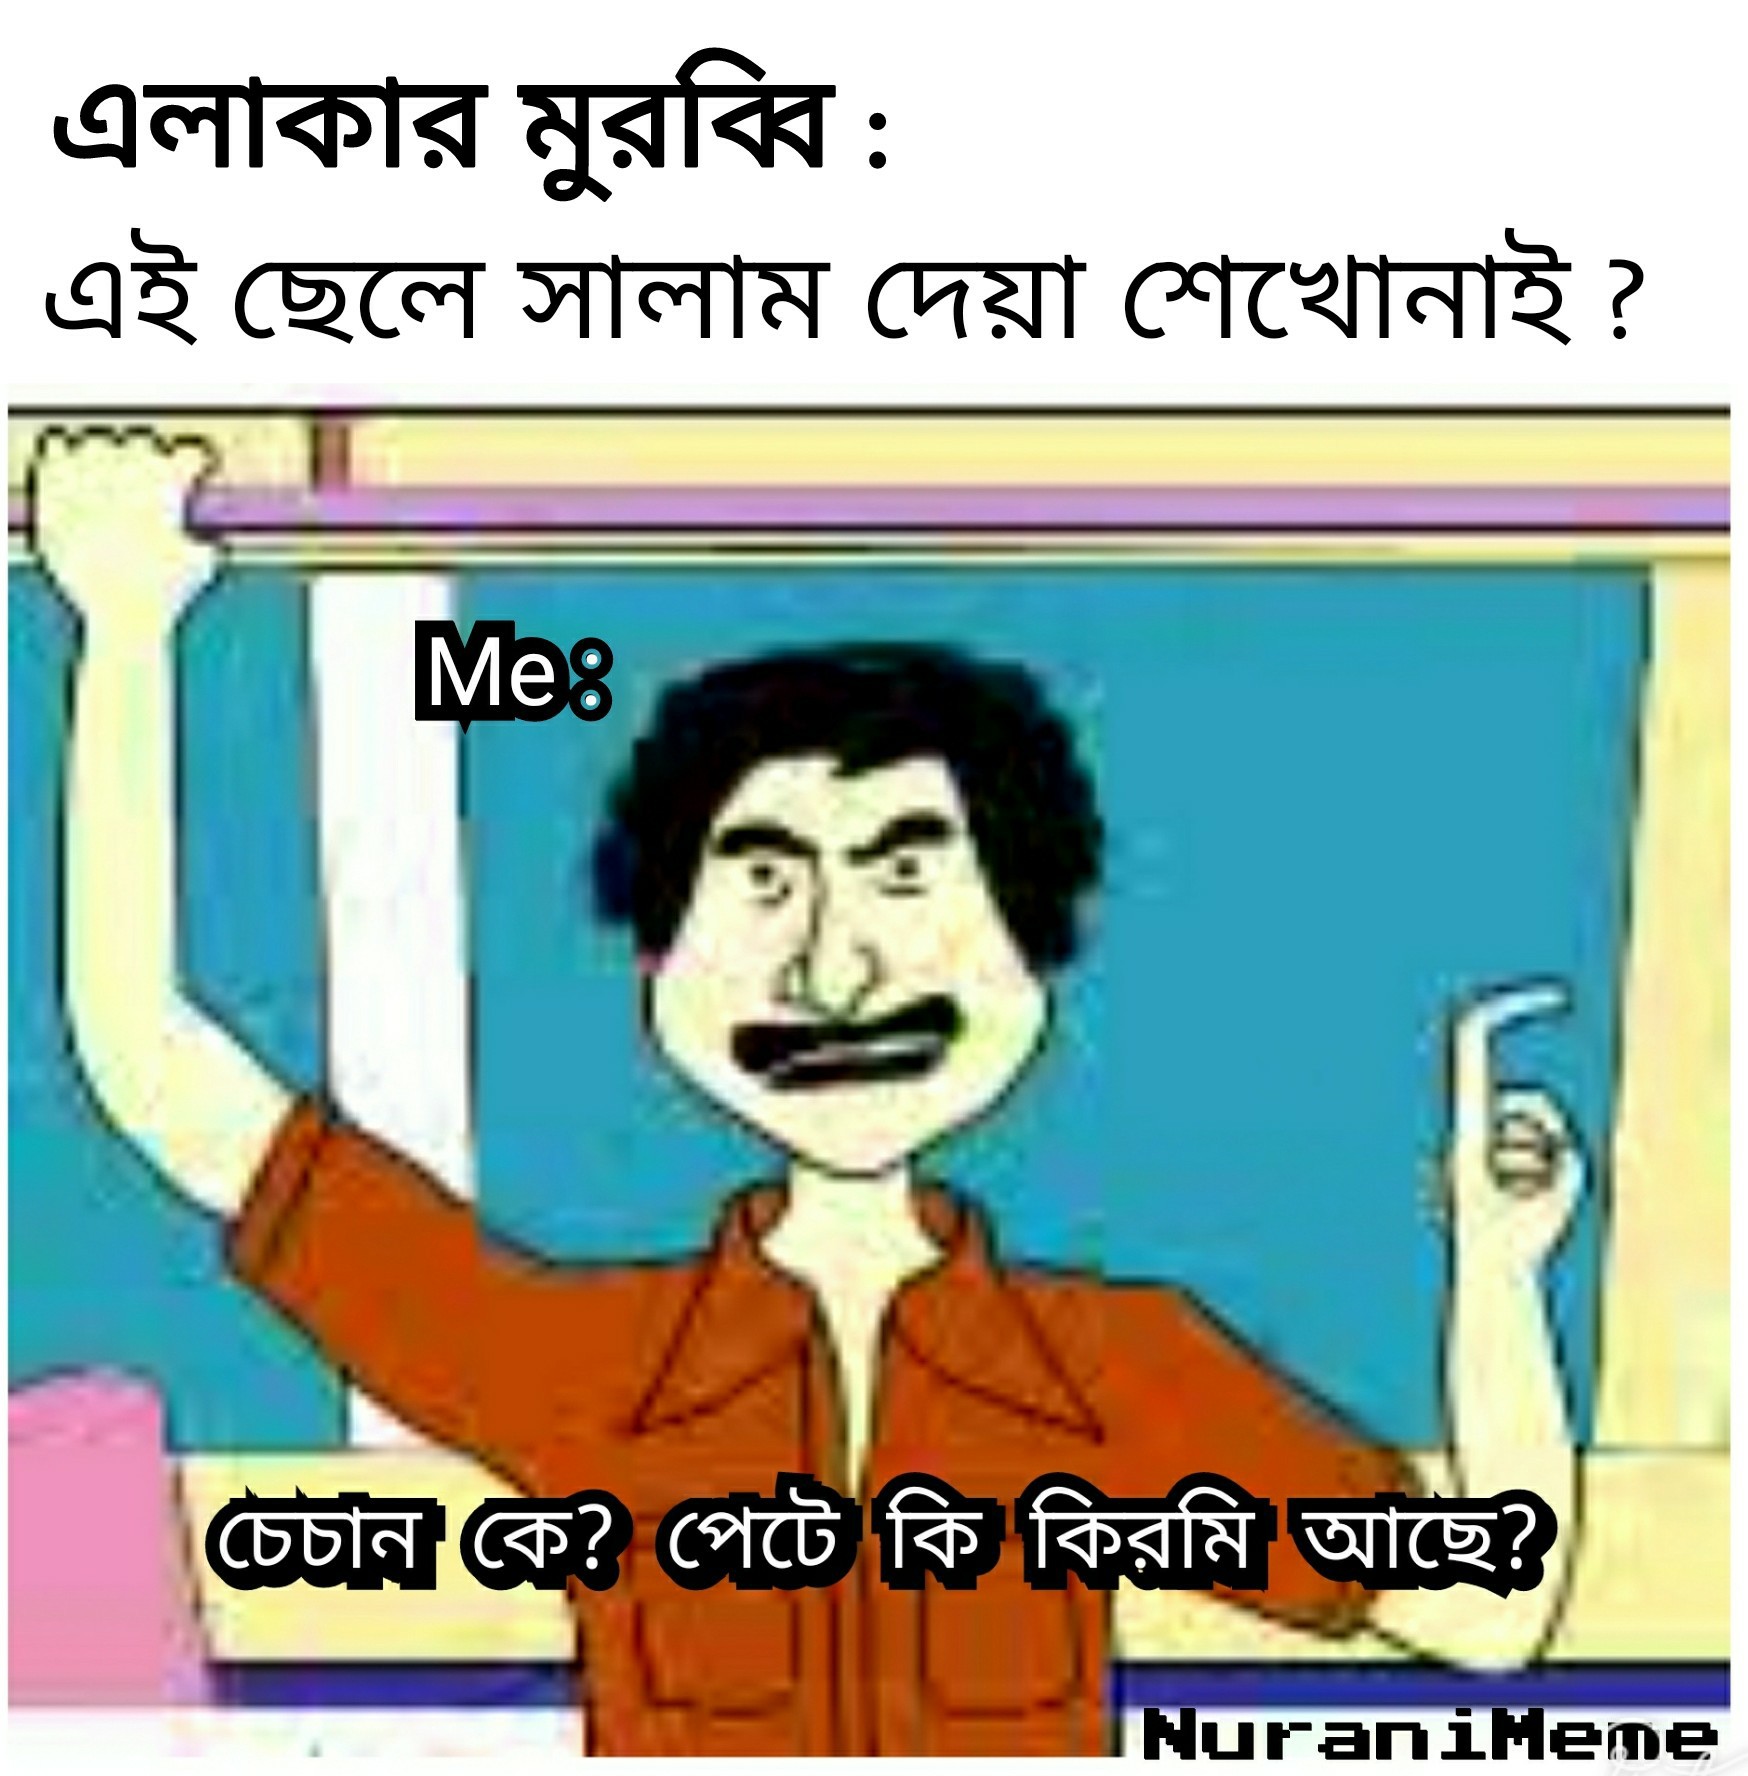 এলাকার মুরব্বি :
এই ছেলে সালাম দেয়া শেখোনাই ?
Me:
চেচান কে? পেটে কি কিরমি আছে?
NuraniMeme